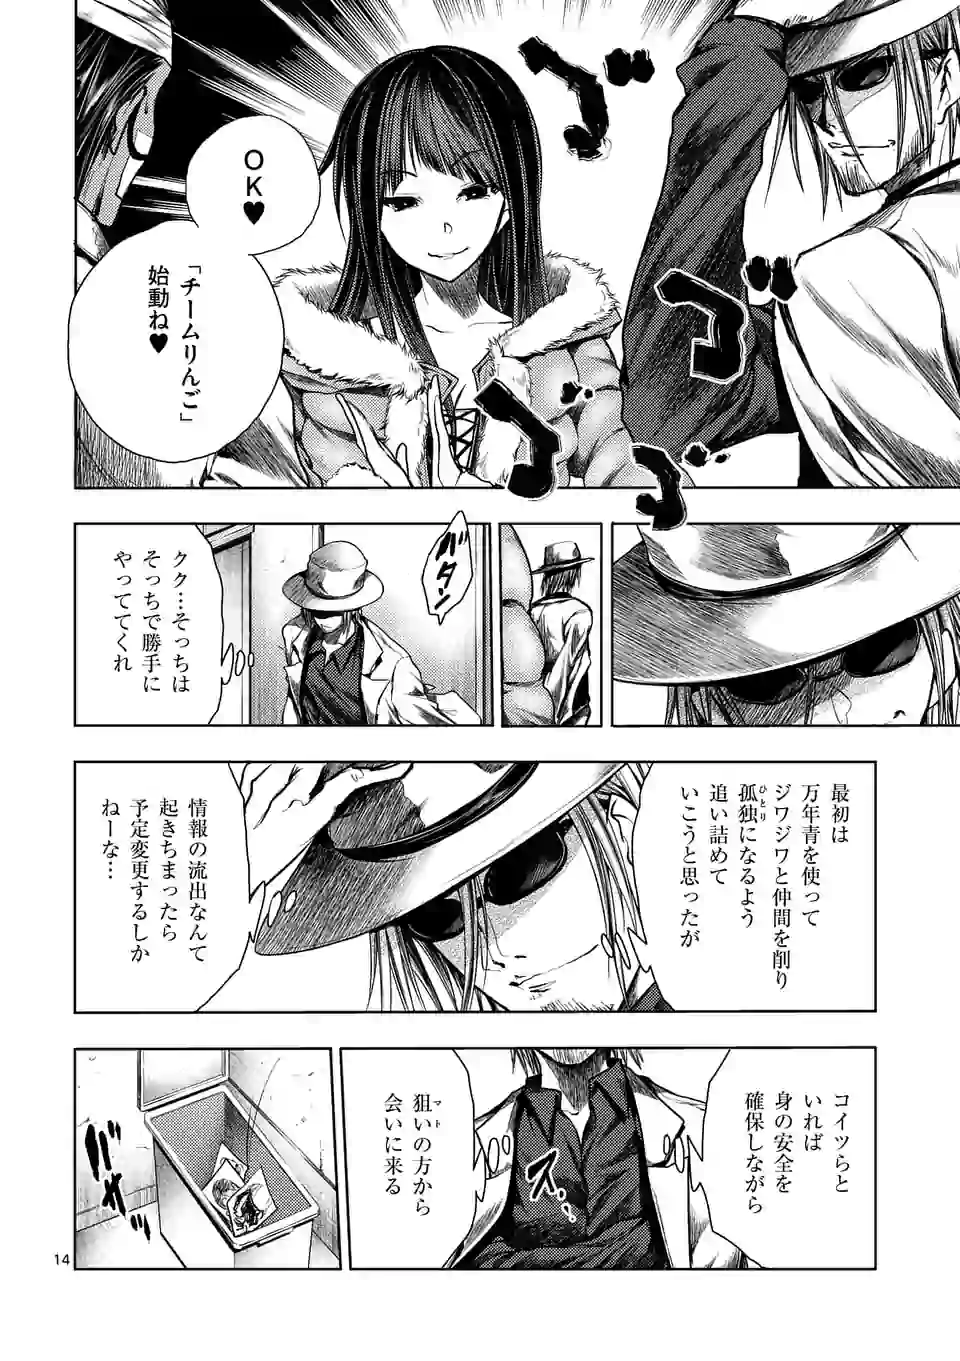 OK♥
「チームりんご」
始動ね♥
ゴゴゴゴ
バタン
クク…そっちは
そっちで勝手に
やっててくれ
最初は
万年青を使って
ジワジワと仲間を削り
孤独になるよう
ひとり
追い詰めて
いこうと思ったが
情報の流出なんて
起きちまったら
予定変更するしか
ねーな…
コイツらと
いれば
身の安全を
確保しながら
狙いの方から
マト
会いに来る
14